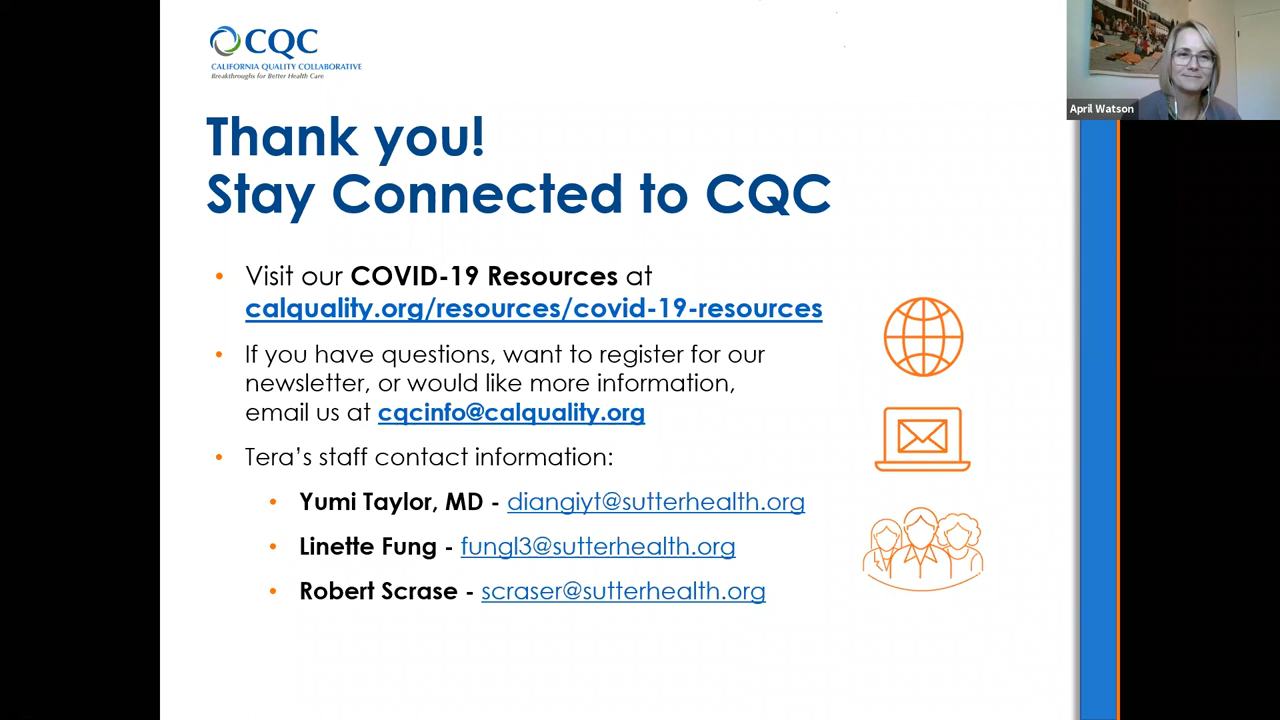 CQC
CALIFORNIA QUALITY COLLABORATIVE
Breakthroughs for Better Health Care
April Watson
Thank you!
Stay Connected to CQC
• Visit our COVID-19 Resources at
calquality.org/resources/covid-19-resources
• If you have questions, want to register for our
newsletter, or would like more information,
email us at cqcinfo@calquality.org
• Tera’s staff contact information:
• Yumi Taylor, MD - diangiyt@sutterhealth.org
• Linette Fung - fungl3@sutterhealth.org
• Robert Scrase - scraser@sutterhealth.org